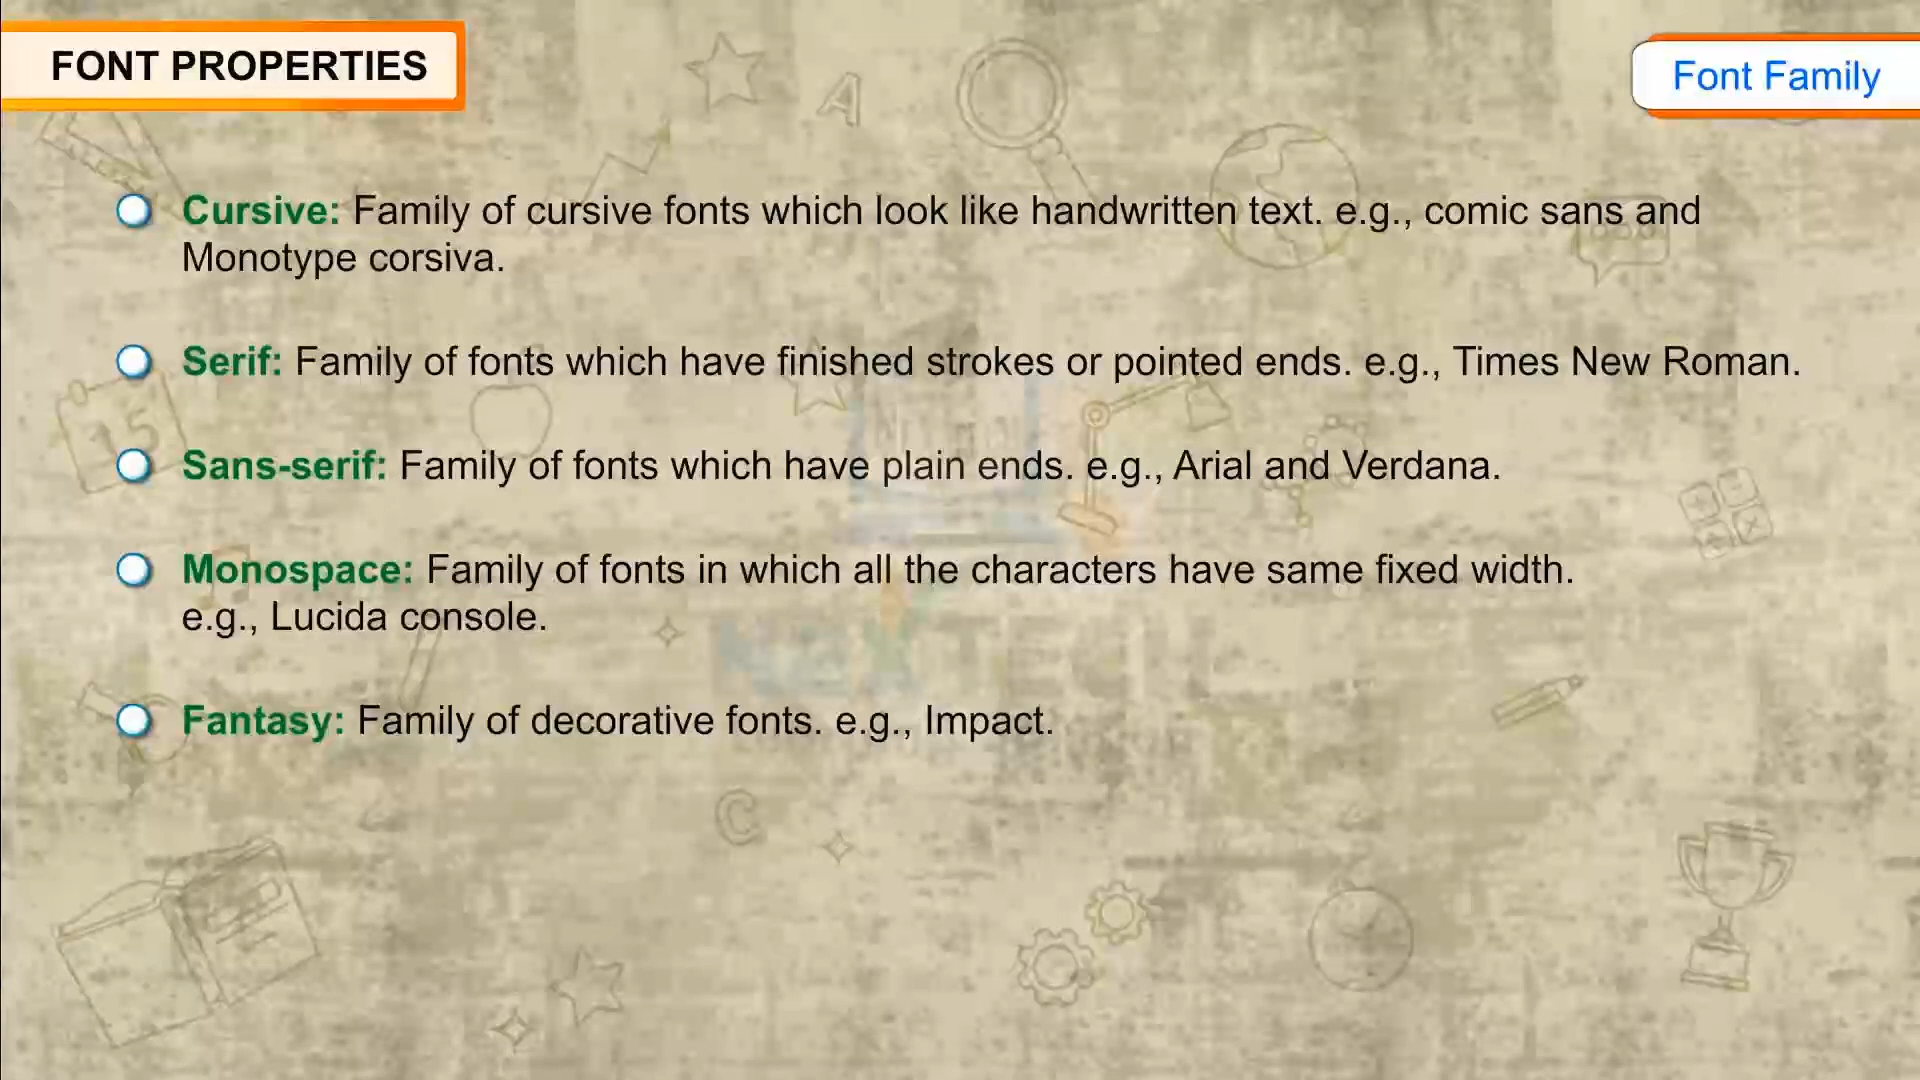 FONT PROPERTIES
Font Family
Cursive: Family of cursive fonts which look like handwritten text. e.g., comic sans and
Monotype corsiva.
Serif: Family of fonts which have finished strokes or pointed ends. e.g., Times New Roman.
Sans-serif: Family of fonts which have plain ends. e.g., Arial and Verdana.
Monospace: Family of fonts in which all the characters have same fixed width.
e.g., Lucida console.
NexTECH
Fantasy: Family of decorative fonts. e.g., Impact.
A
15
C